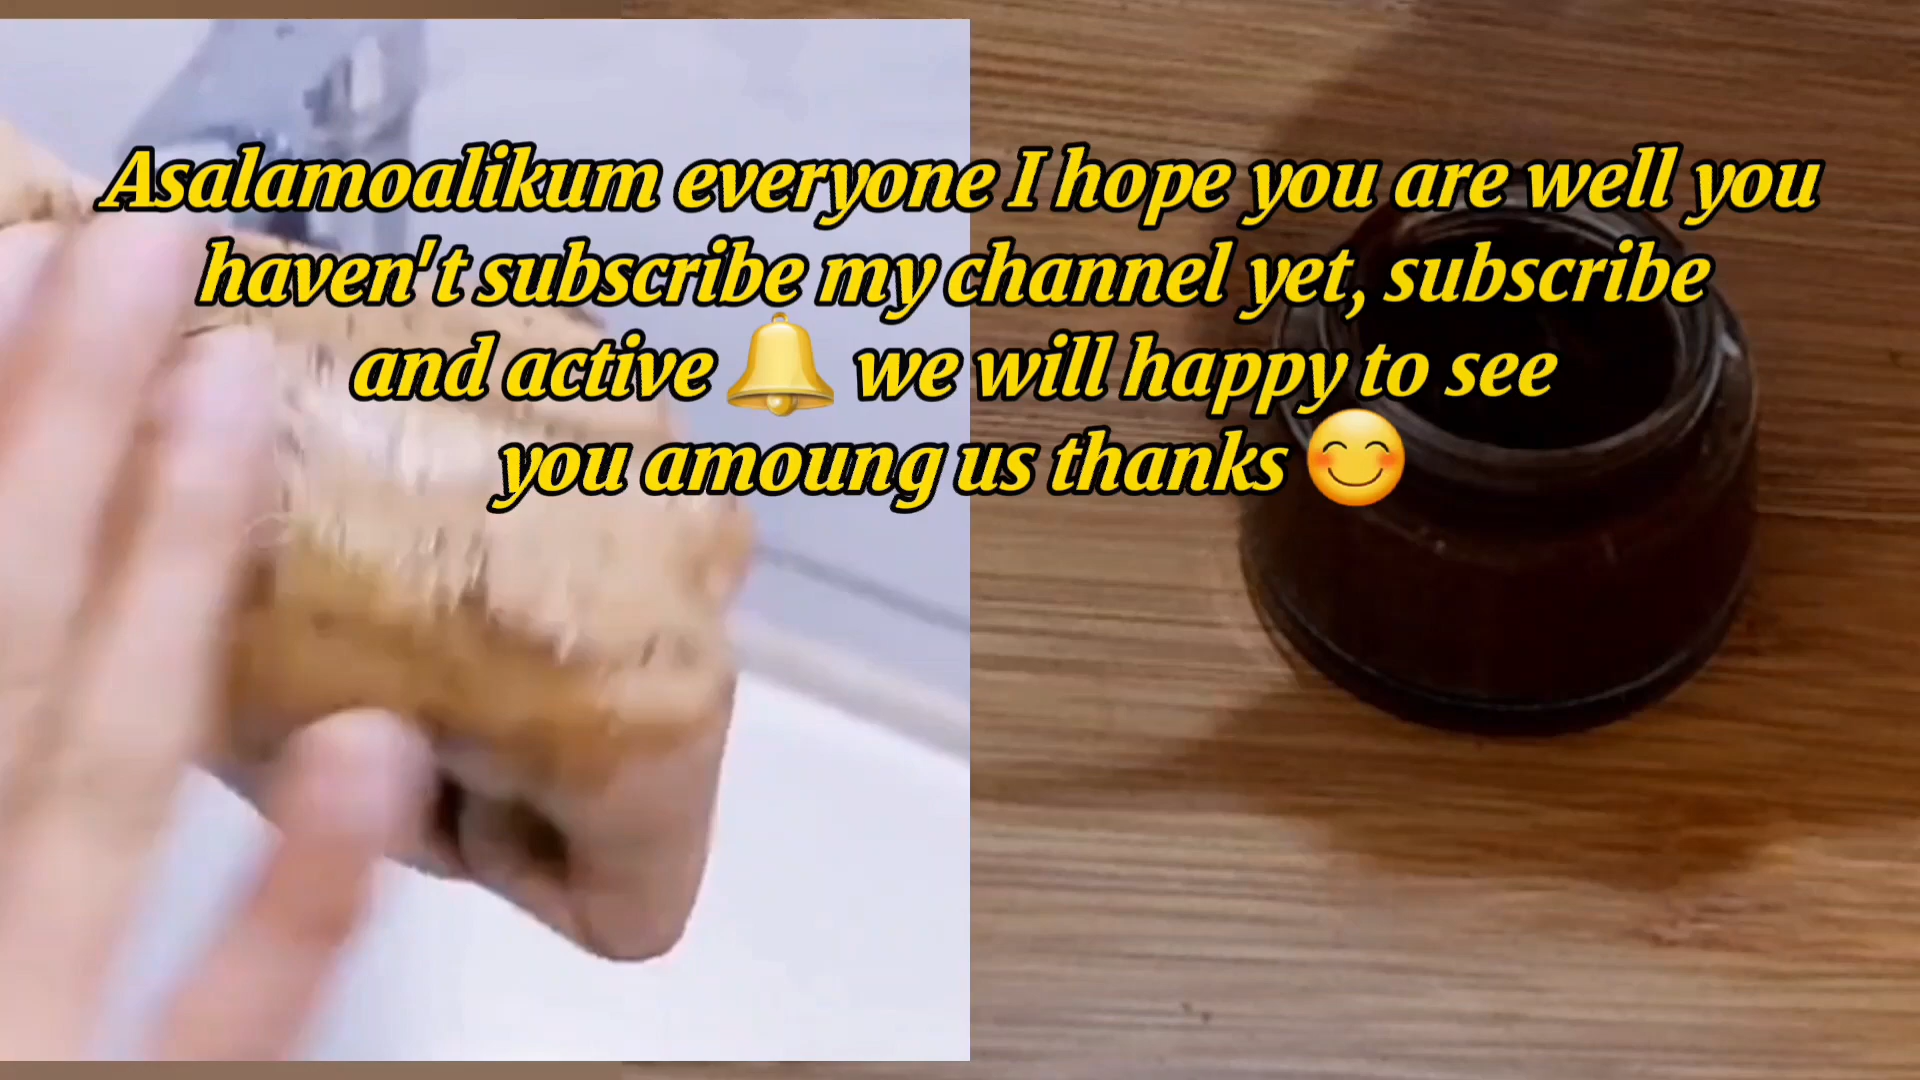 Asalamoalikum everyone I hope you are well you
haven't subscribe my channel yet, subscribe
and active 🔔 we will happy to see
you amoung us thanks 😊